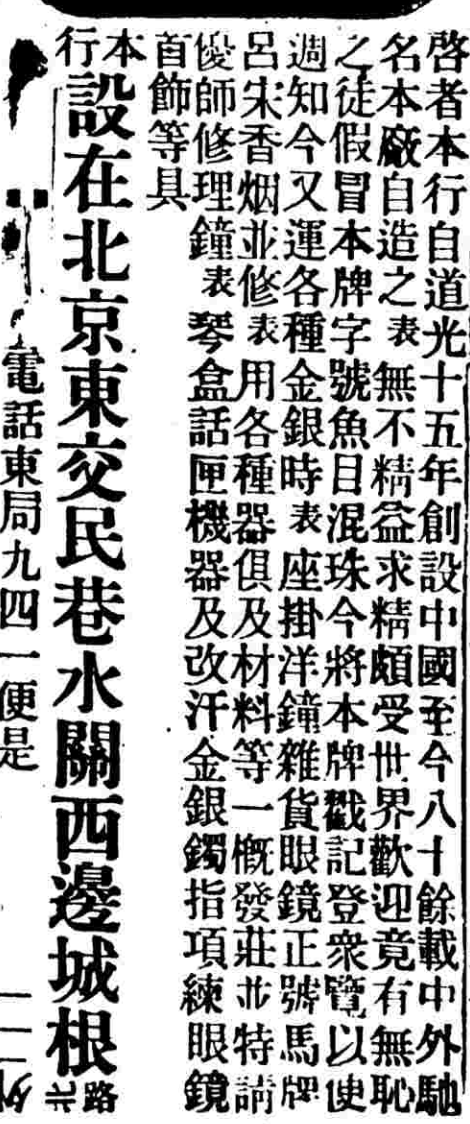 啓者本行自道光十五年創設中國至今八十餘載中外馳
名本廠自造之表無不精益求精頗受世界歡迎竟有無恥
之徒假冒本牌字號魚目混珠今將本牌戳記登衆覽以使
週知今又運各種金銀時表座掛洋鐘雜貨眼鏡正號馬牌
呂宋香烟並修表用各種器俱及材料等一概發莊並特請
優師修理鐘表琴盒話匣機器及改汗金銀鐲指項練眼鏡
首飾等具
本行設在北京東交民巷水關西邊城根路北
電話東局九四一便是